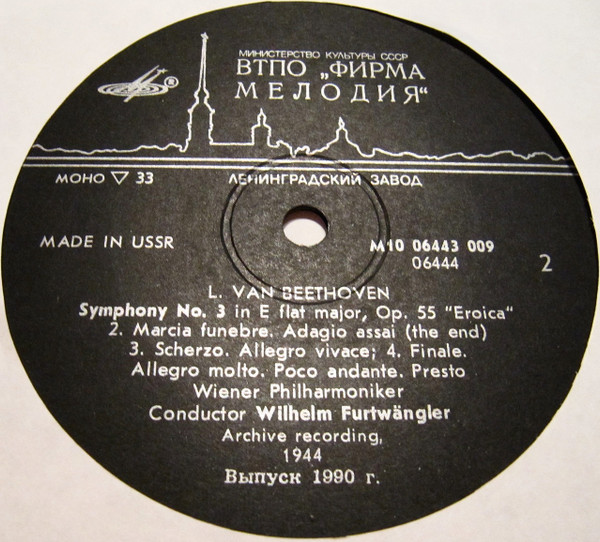 МИНИСТЕРСТВО КУЛЬТУРЫ СССР
ВТПО „ФИРМА
МЕЛОДИЯ“
®
МОНО ▽ 33
ЛЕНИНГРАДСКИЙ ЗАВОД
MADE IN USSR
М10 06443 009
06444
2
L. VAN BEETHOVEN
Symphony No. 3 in E flat major, Op. 55 "Eroica"
2. Marcia funebre. Adagio assai (the end)
3. Scherzo. Allegro vivace; 4. Finale.
Allegro molto. Poco andante. Presto
Wiener Philharmoniker
Conductor Wilhelm Furtwängler
Archive recording,
1944
Выпуск 1990 г.